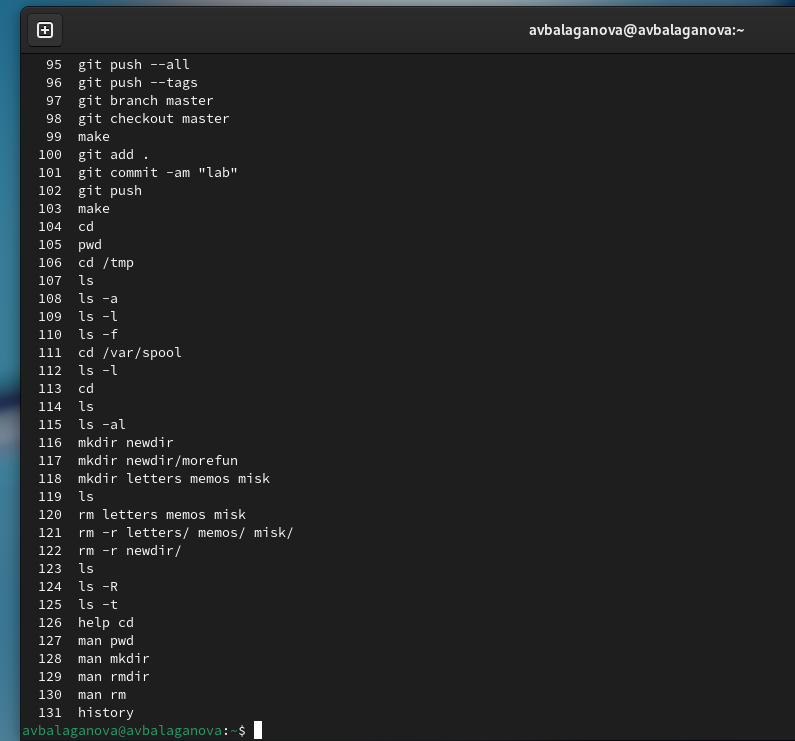 avbalaganova@avbalaganova:~
95 git push --all
96 git push --tags
97 git branch master
98 git checkout master
99 make
100 git add .
101 git commit -am "lab"
102 git push
103 make
104 cd
105 pwd
106 cd /tmp
107 ls
108 ls -a
109 ls -l
110 ls -f
111 cd /var/spool
112 ls -l
113 cd
114 ls
115 ls -al
116 mkdir newdir
117 mkdir newdir/morefun
118 mkdir letters memos misk
119 ls
120 rm letters memos misk
121 rm -r letters/ memos/ misk/
122 rm -r newdir/
123 ls
124 ls -R
125 ls -t
126 help cd
127 man pwd
128 man mkdir
129 man rmdir
130 man rm
131 history
avbalaganova@avbalaganova:~$